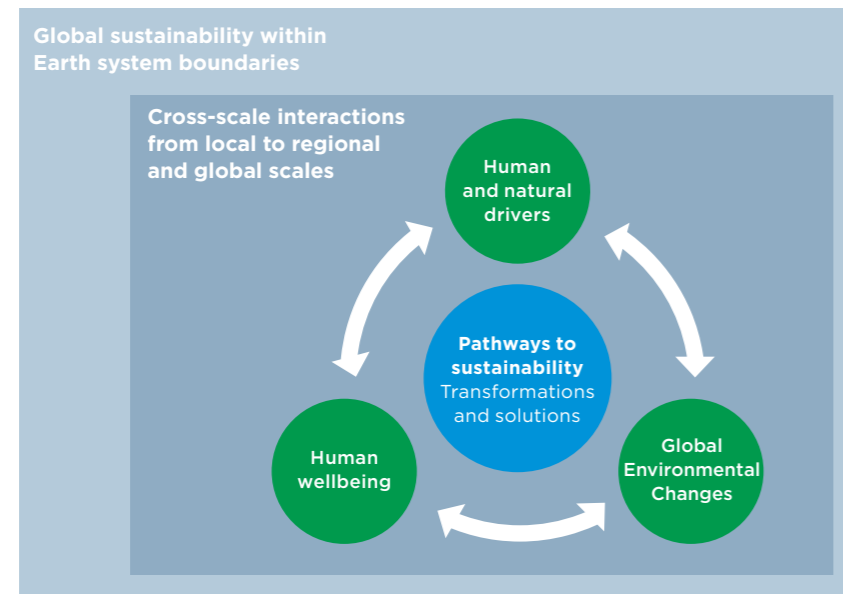 Global sustainability within
Earth system boundaries
Cross-scale interactions
from local to regional
and global scales
Human
and natural
drivers
Pathways to
sustainability
Transformations
and solutions
Human
wellbeing
Global
Environmental
Changes